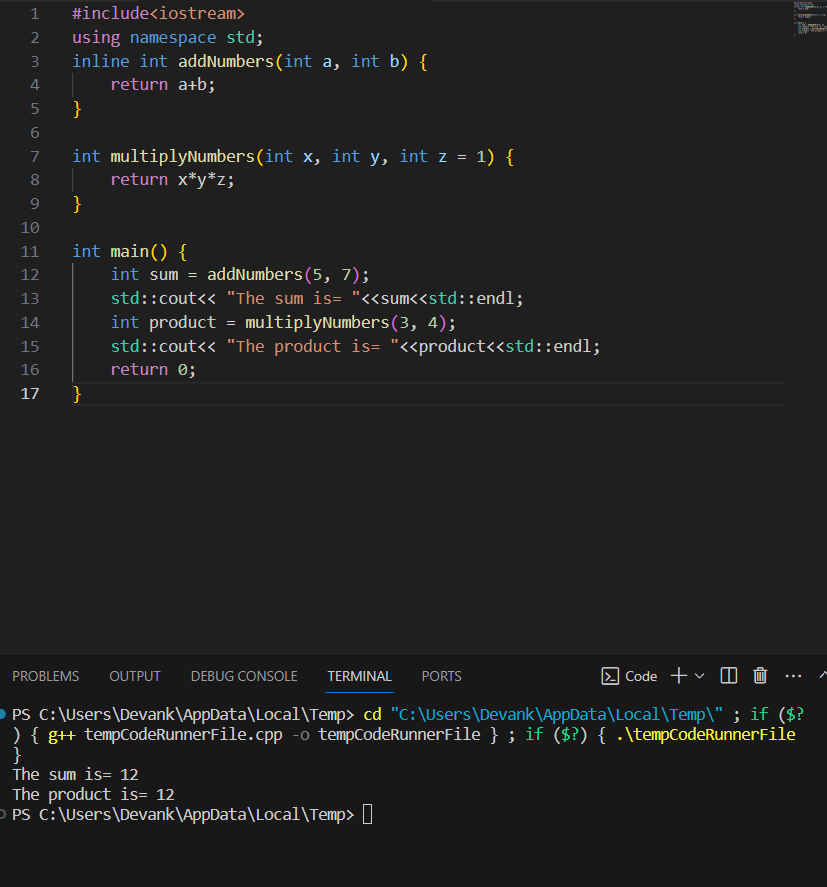 1 #include<iostream>
2 using namespace std;
3 inline int addNumbers(int a, int b) {
4     return a+b;
5 }
6
7 int multiplyNumbers(int x, int y, int z = 1) {
8     return x*y*z;
9 }
10
11 int main() {
12     int sum = addNumbers(5, 7);
13     std::cout<< "The sum is= "<<sum<<std::endl;
14     int product = multiplyNumbers(3, 4);
15     std::cout<< "The product is= "<<product<<std::endl;
16     return 0;
17 }
PROBLEMS OUTPUT DEBUG CONSOLE TERMINAL PORTS Code
PS C:\Users\Devank\AppData\Local\Temp> cd "C:\Users\Devank\AppData\Local\Temp\" ; if ($?
) { g++ tempCodeRunnerFile.cpp -o tempCodeRunnerFile } ; if ($?) { .\tempCodeRunnerFile
}
The sum is= 12
The product is= 12
PS C:\Users\Devank\AppData\Local\Temp>